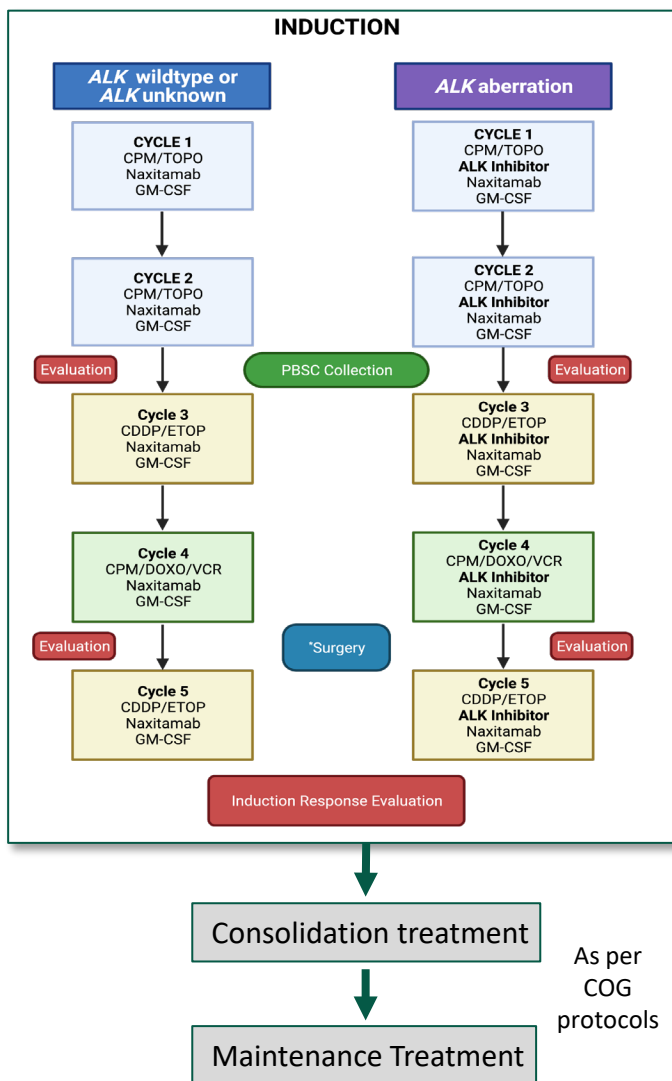 INDUCTION
ALK wildtype or
ALK unknown
ALK aberration
CYCLE 1
CPM/TOPO
Naxitamab
GM-CSF
CYCLE 1
CPM/TOPO
ALK Inhibitor
Naxitamab
GM-CSF
CYCLE 2
CPM/TOPO
Naxitamab
GM-CSF
CYCLE 2
CPM/TOPO
ALK Inhibitor
Naxitamab
GM-CSF
Evaluation
PBSC Collection
Evaluation
Cycle 3
CDDP/ETOP
Naxitamab
GM-CSF
Cycle 3
CDDP/ETOP
ALK Inhibitor
Naxitamab
GM-CSF
Cycle 4
CPM/DOXO/VCR
Naxitamab
GM-CSF
Cycle 4
CPM/DOXO/VCR
ALK Inhibitor
Naxitamab
GM-CSF
Evaluation
*Surgery
Evaluation
Cycle 5
CDDP/ETOP
Naxitamab
GM-CSF
Cycle 5
CDDP/ETOP
ALK Inhibitor
Naxitamab
GM-CSF
Induction Response Evaluation
Consolidation treatment
As per
COG
protocols
Maintenance Treatment